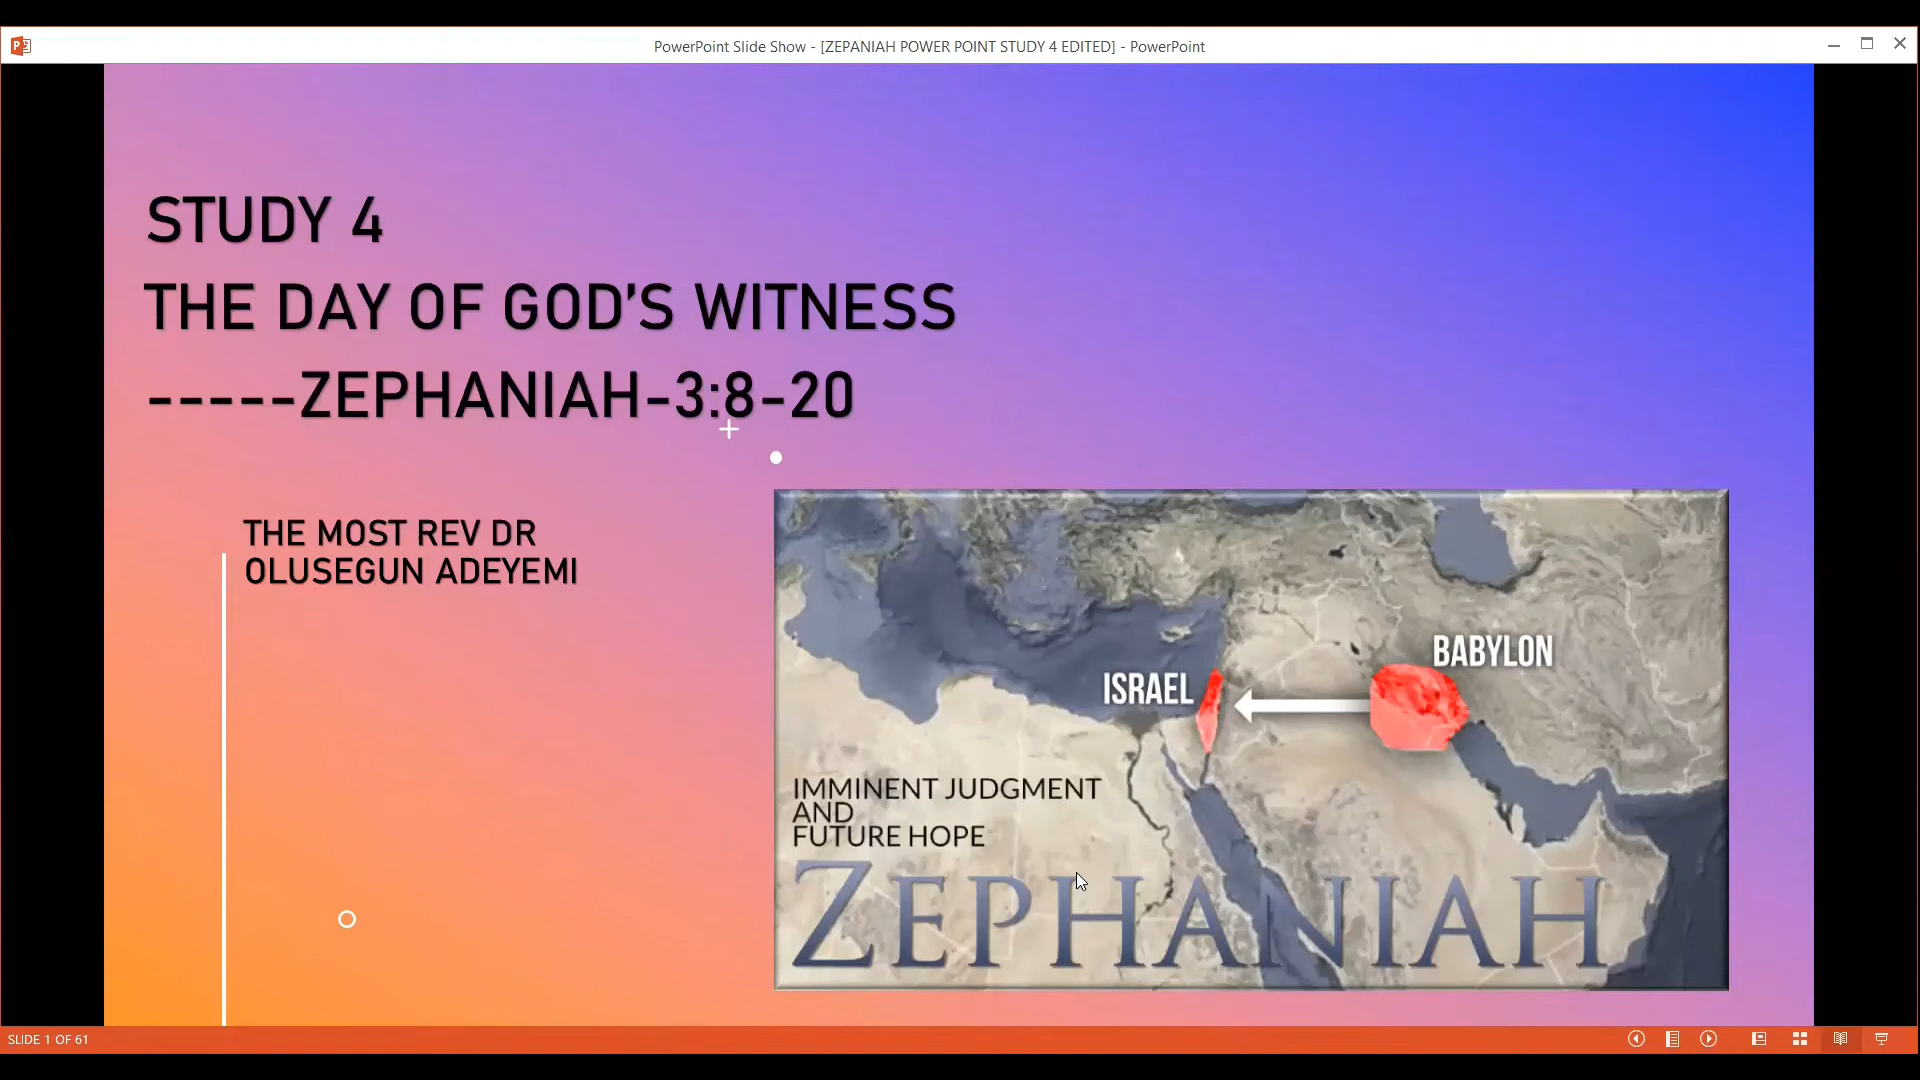 PowerPoint Slide Show - [ZEPANIAH POWER POINT STUDY 4 EDITED] - PowerPoint
STUDY 4
THE DAY OF GOD’S WITNESS
-----ZEPHANIAH-3:8-20
THE MOST REV DR
OLUSEGUN ADEYEMI
BABYLON
ISRAEL
IMMINENT JUDGMENT
AND
FUTURE HOPE
ZEPHANIAH
SLIDE 1 OF 61